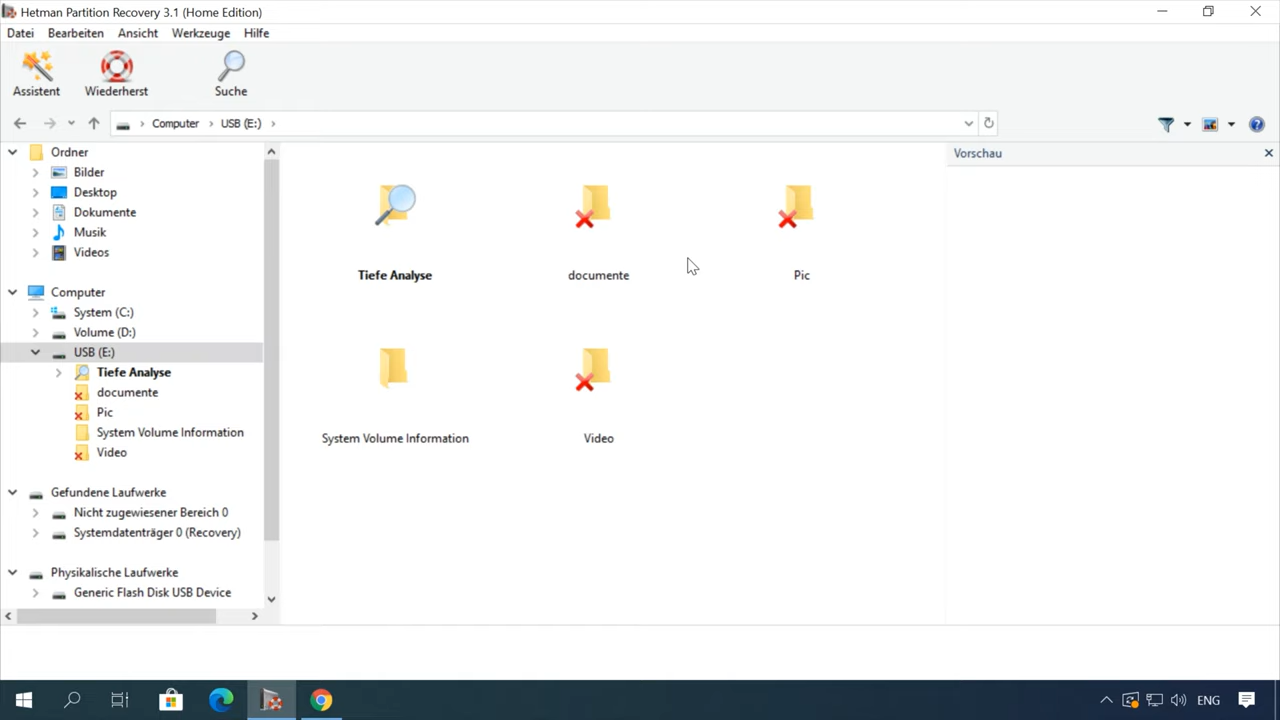 Hetman Partition Recovery 3.1 (Home Edition)
Datei Bearbeiten Ansicht Werkzeuge Hilfe
Assistent Wiederherst Suche
Computer USB (E:)
Ordner
Bilder
Desktop
Dokumente
Musik
Videos
Computer
System (C:)
Volume (D:)
USB (E:)
Tiefe Analyse
documente
Pic
System Volume Information
Video
Gefundene Laufwerke
Nicht zugewiesener Bereich 0
Systemdatenträger 0 (Recovery)
Physikalische Laufwerke
Generic Flash Disk USB Device
Tiefe Analyse documente Pic
System Volume Information Video
Vorschau
ENG